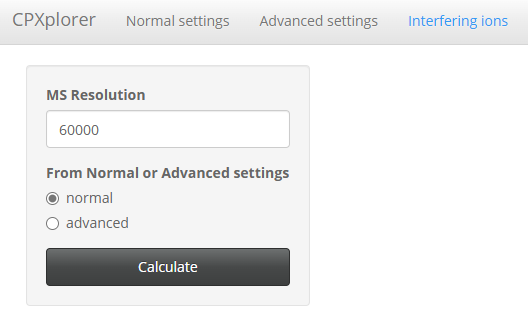 CPXplorer Normal settings Advanced settings Interfering ions
MS Resolution
60000
From Normal or Advanced settings
normal
advanced
Calculate